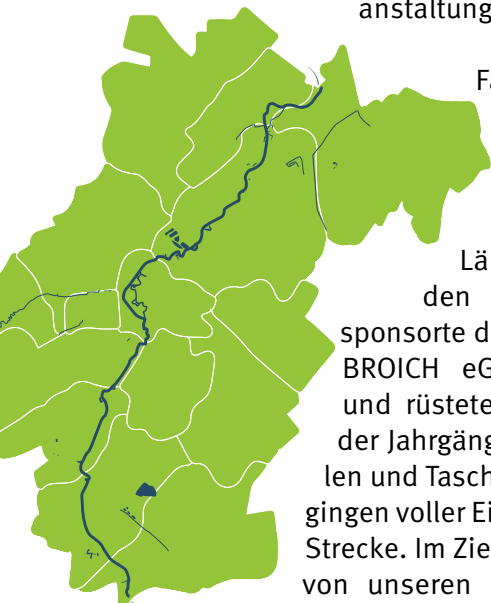 anstaltung
Fa
Lä
den
sponsorte d
BROICH eG
und rüstete
der Jahrgäng
len und Tasch
gingen voller Ei
Strecke. Im Zie
von unseren